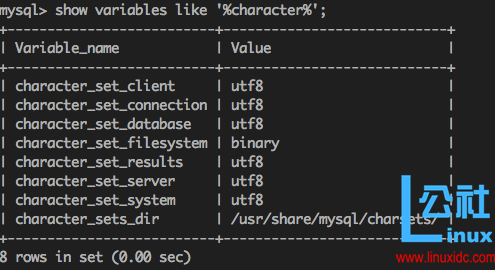 mysql> show variables like '%character%';
+--------------------------+----------------------------+
| Variable_name | Value |
+--------------------------+----------------------------+
| character_set_client | utf8 |
| character_set_connection | utf8 |
| character_set_database | utf8 |
| character_set_filesystem | binary |
| character_set_results | utf8 |
| character_set_server | utf8 |
| character_set_system | utf8 |
| character_sets_dir | /usr/share/mysql/charsets/ |
+--------------------------+----------------------------+
8 rows in set (0.00 sec)
公社
Linux
www.linuxidc.com